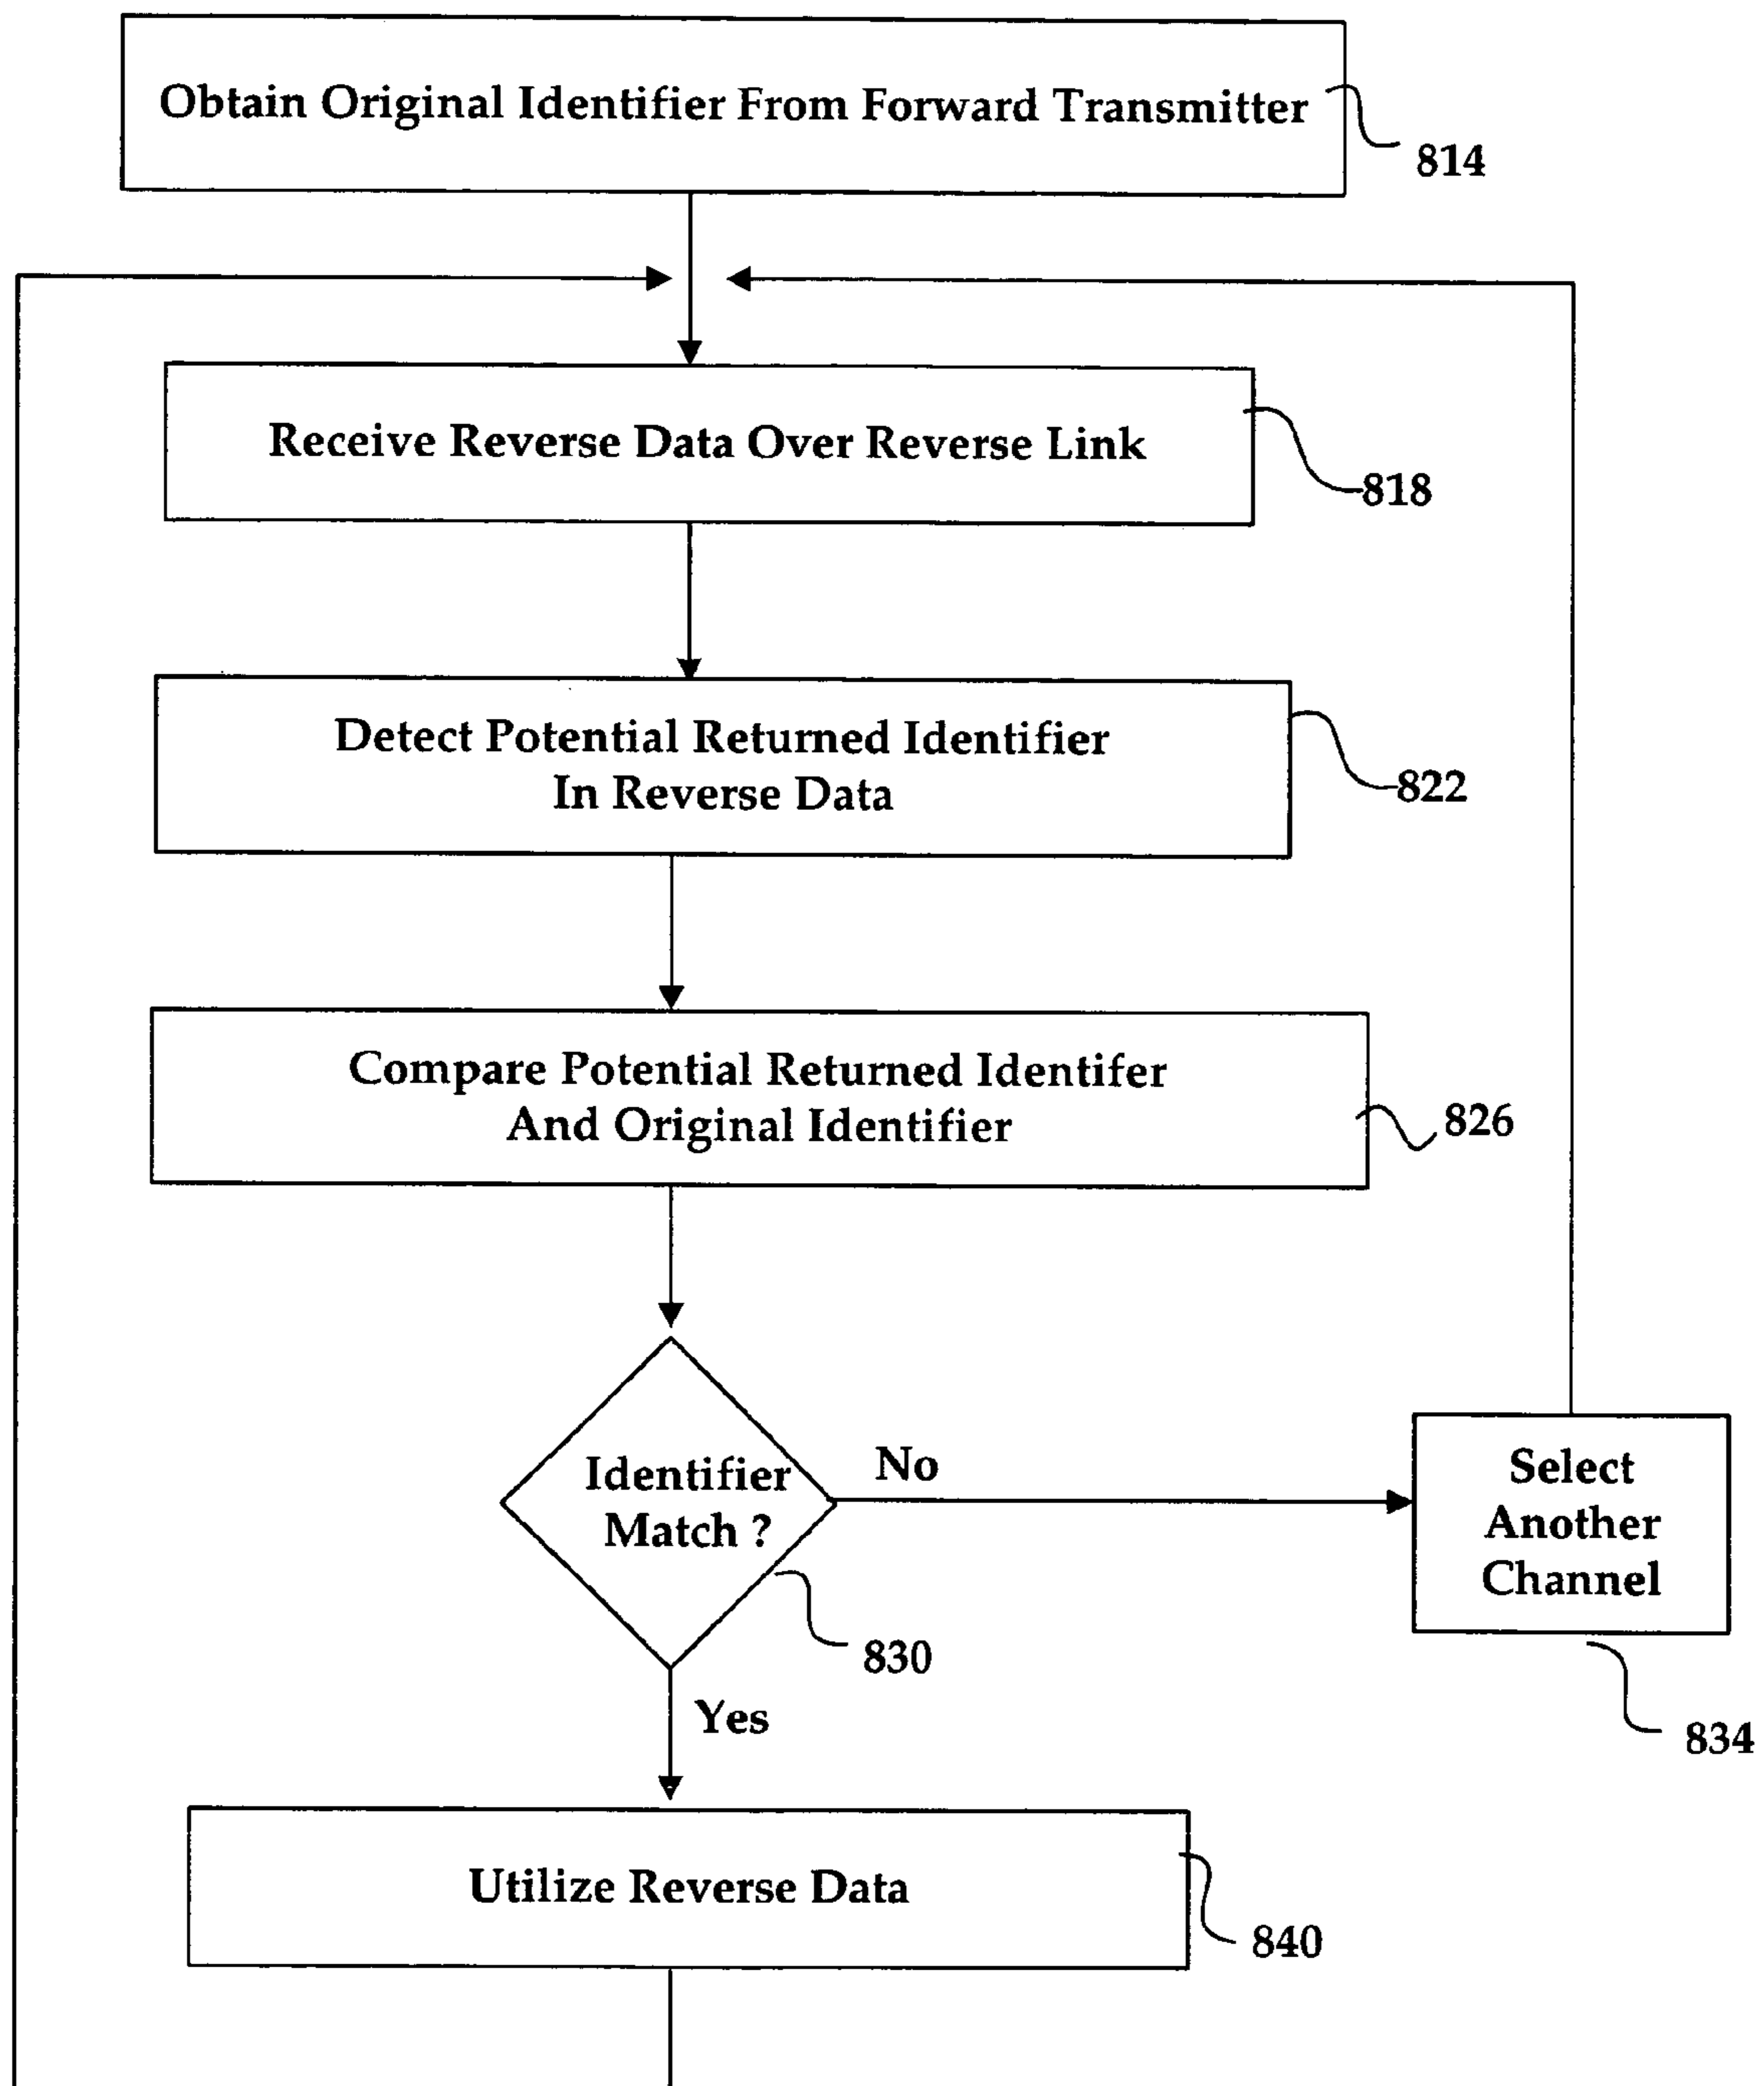 Obtain Original Identifier From Forward Transmitter
814
Receive Reverse Data Over Reverse Link
818
Detect Potential Returned Identifier
In Reverse Data
822
Compare Potential Returned Identifer
And Original Identifier
826
Identifier
Match ?
No
830
Select
Another
Channel
834
Yes
Utilize Reverse Data
840